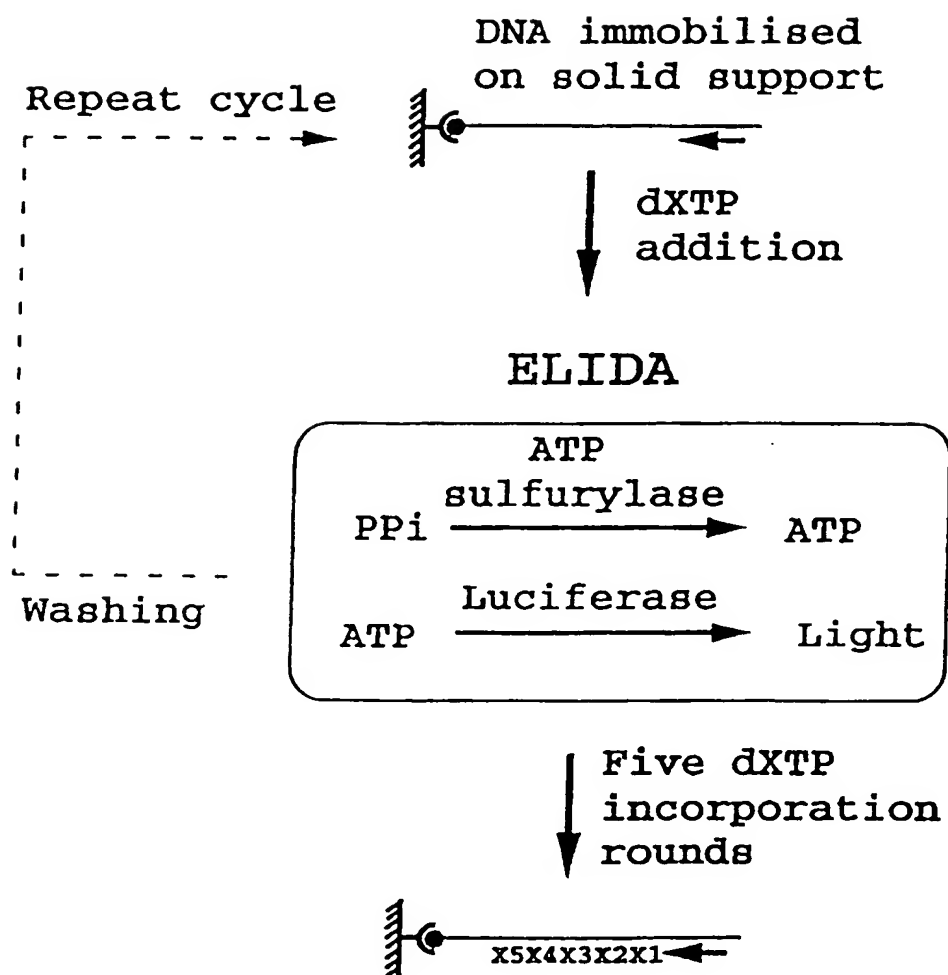 DNA immobilised
on solid support
Repeat cycle
dXTP
addition
ELIDA
ATP
sulfurylase
PPi
ATP
Luciferase
ATP
Light
Washing
Five dXTP
incorporation
rounds
X5X4X3X2X1